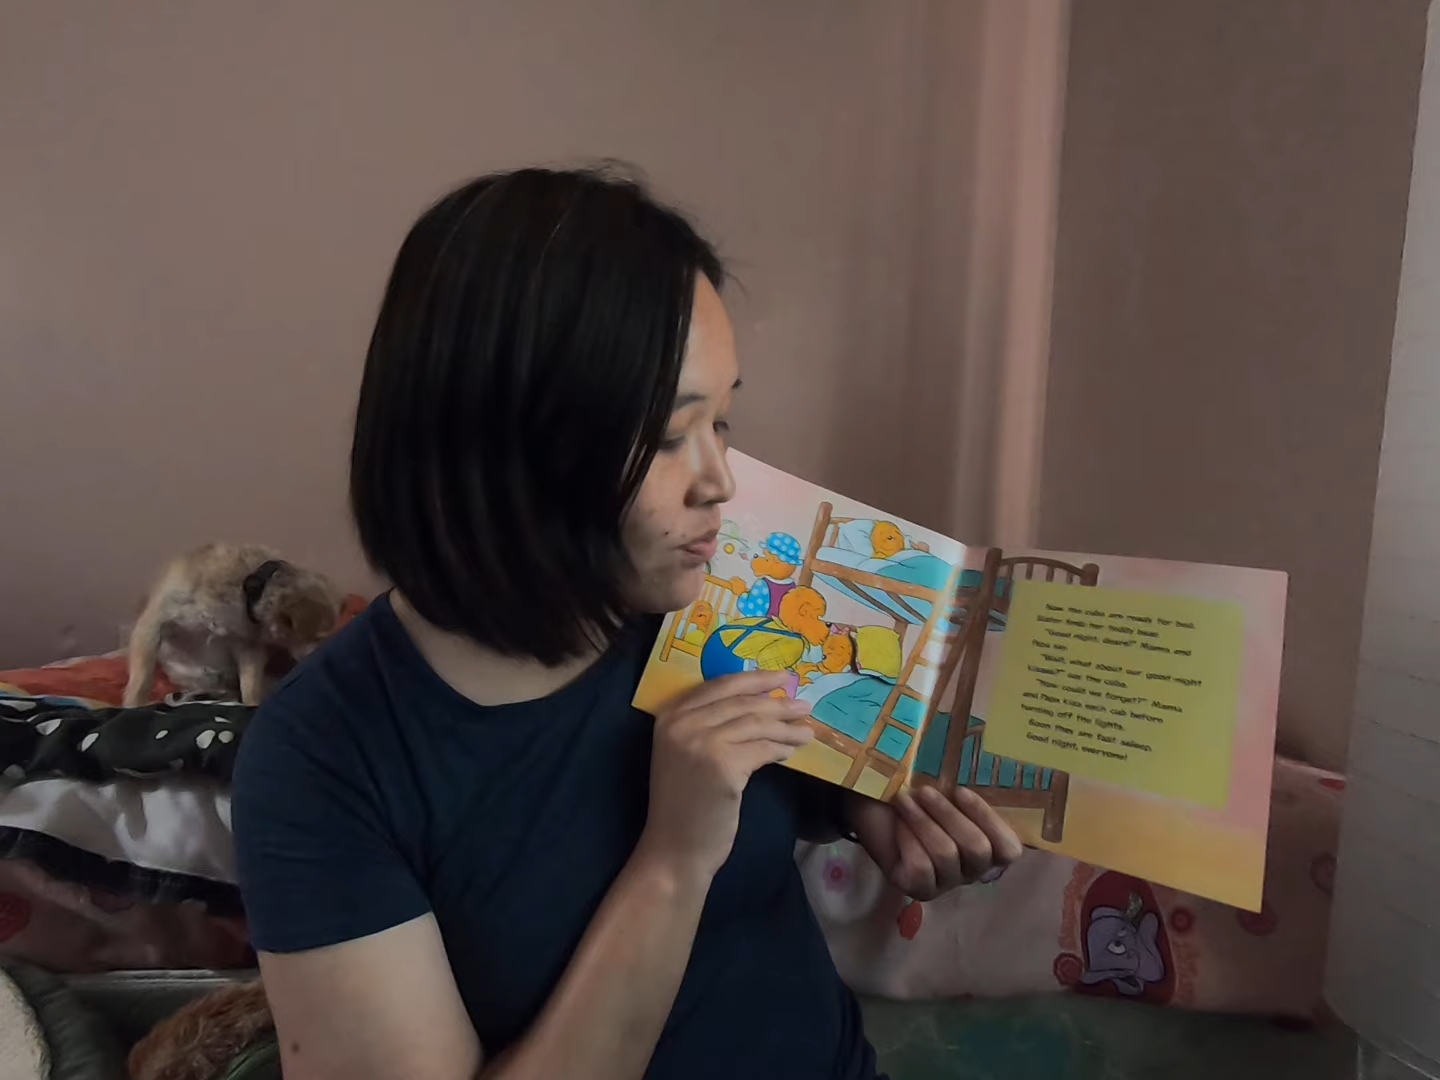 Now the cubs are ready for bed.
Sister finds her teddy bear.
"Good night, dears!" Mama and
Papa say.
"Wait, what about our good night
kisses?" ask the cubs.
"How could we forget?" Mama
and Papa kiss each cub before
turning off the lights.
Soon they are fast asleep.
Good night, everyone!